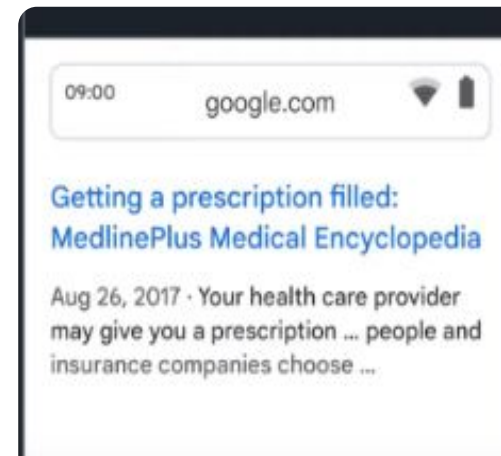 09:00
google.com
Getting a prescription filled:
MedlinePlus Medical Encyclopedia
Aug 26, 2017 · Your health care provider
may give you a prescription ... people and
insurance companies choose ...